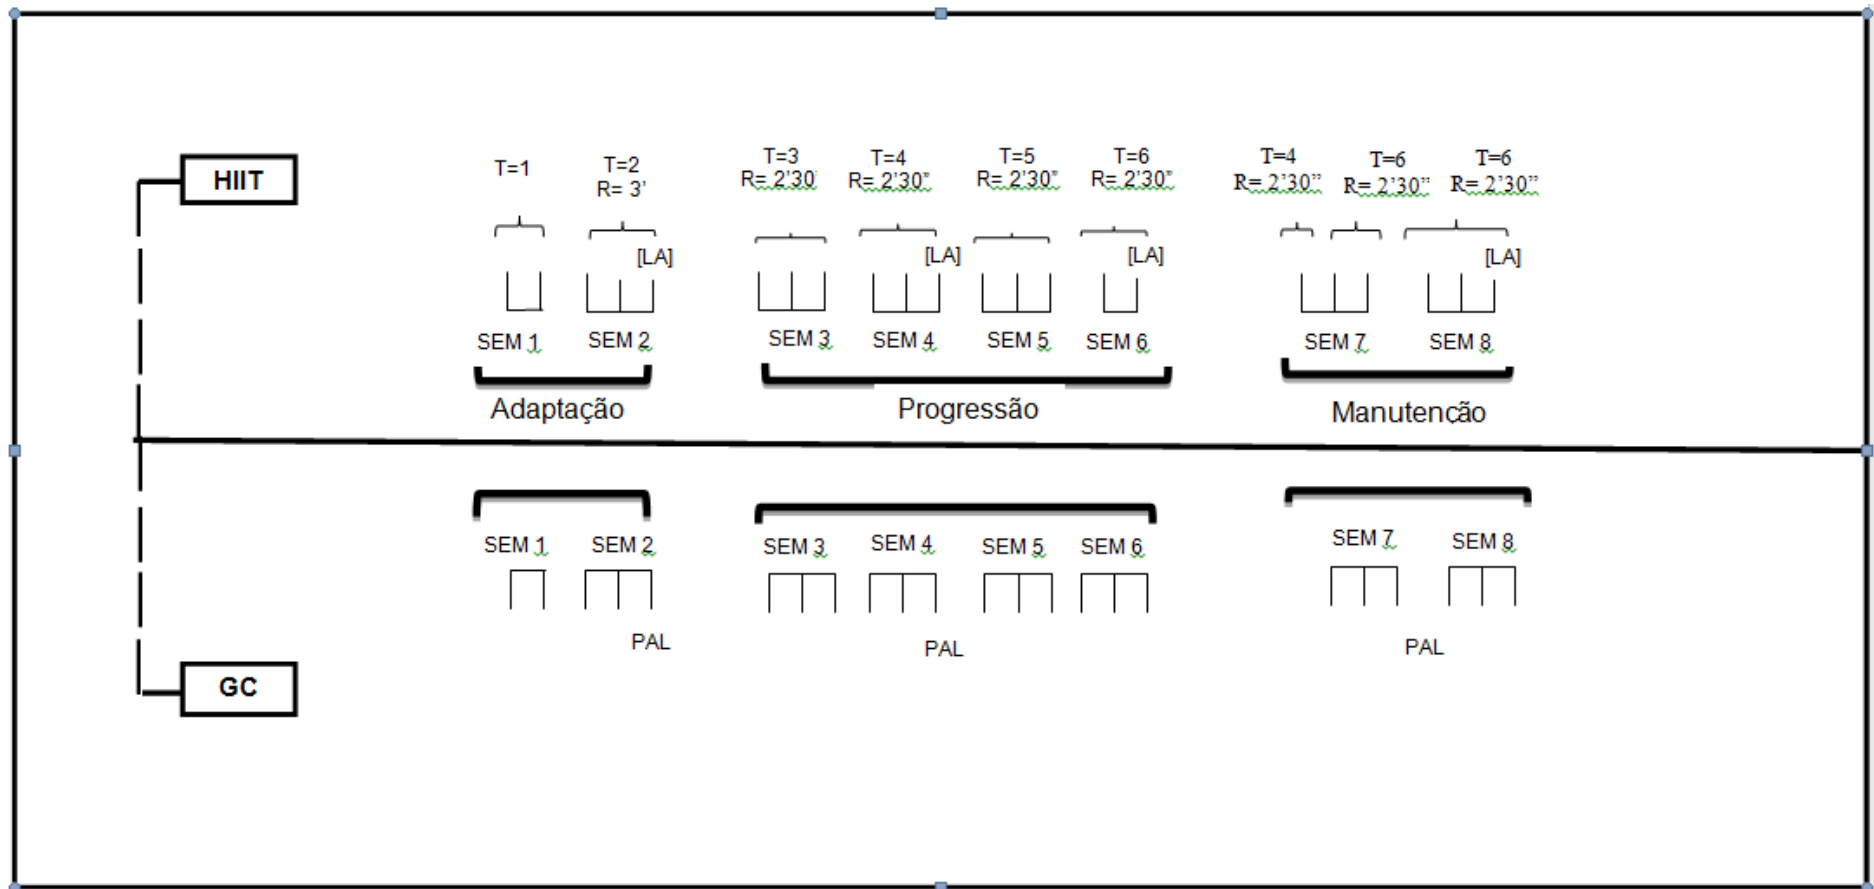 HIIT
T=1
T=2
R= 3'
T=3
R= 2'30'
T=4
R= 2'30"
T=5
R= 2'30"
T=6
R= 2'30"
T=4
R= 2'30”
T=6
R= 2'30”
T=6
R= 2'30”
[LA]
[LA]
[LA]
[LA]
SEM 1
SEM 2
SEM 3
SEM 4
SEM 5
SEM 6
SEM 7
SEM 8
Adaptação
Progressão
Manutenção
SEM 1
SEM 2
SEM 3
SEM 4
SEM 5
SEM 6
SEM 7
SEM 8
PAL
PAL
PAL
GC